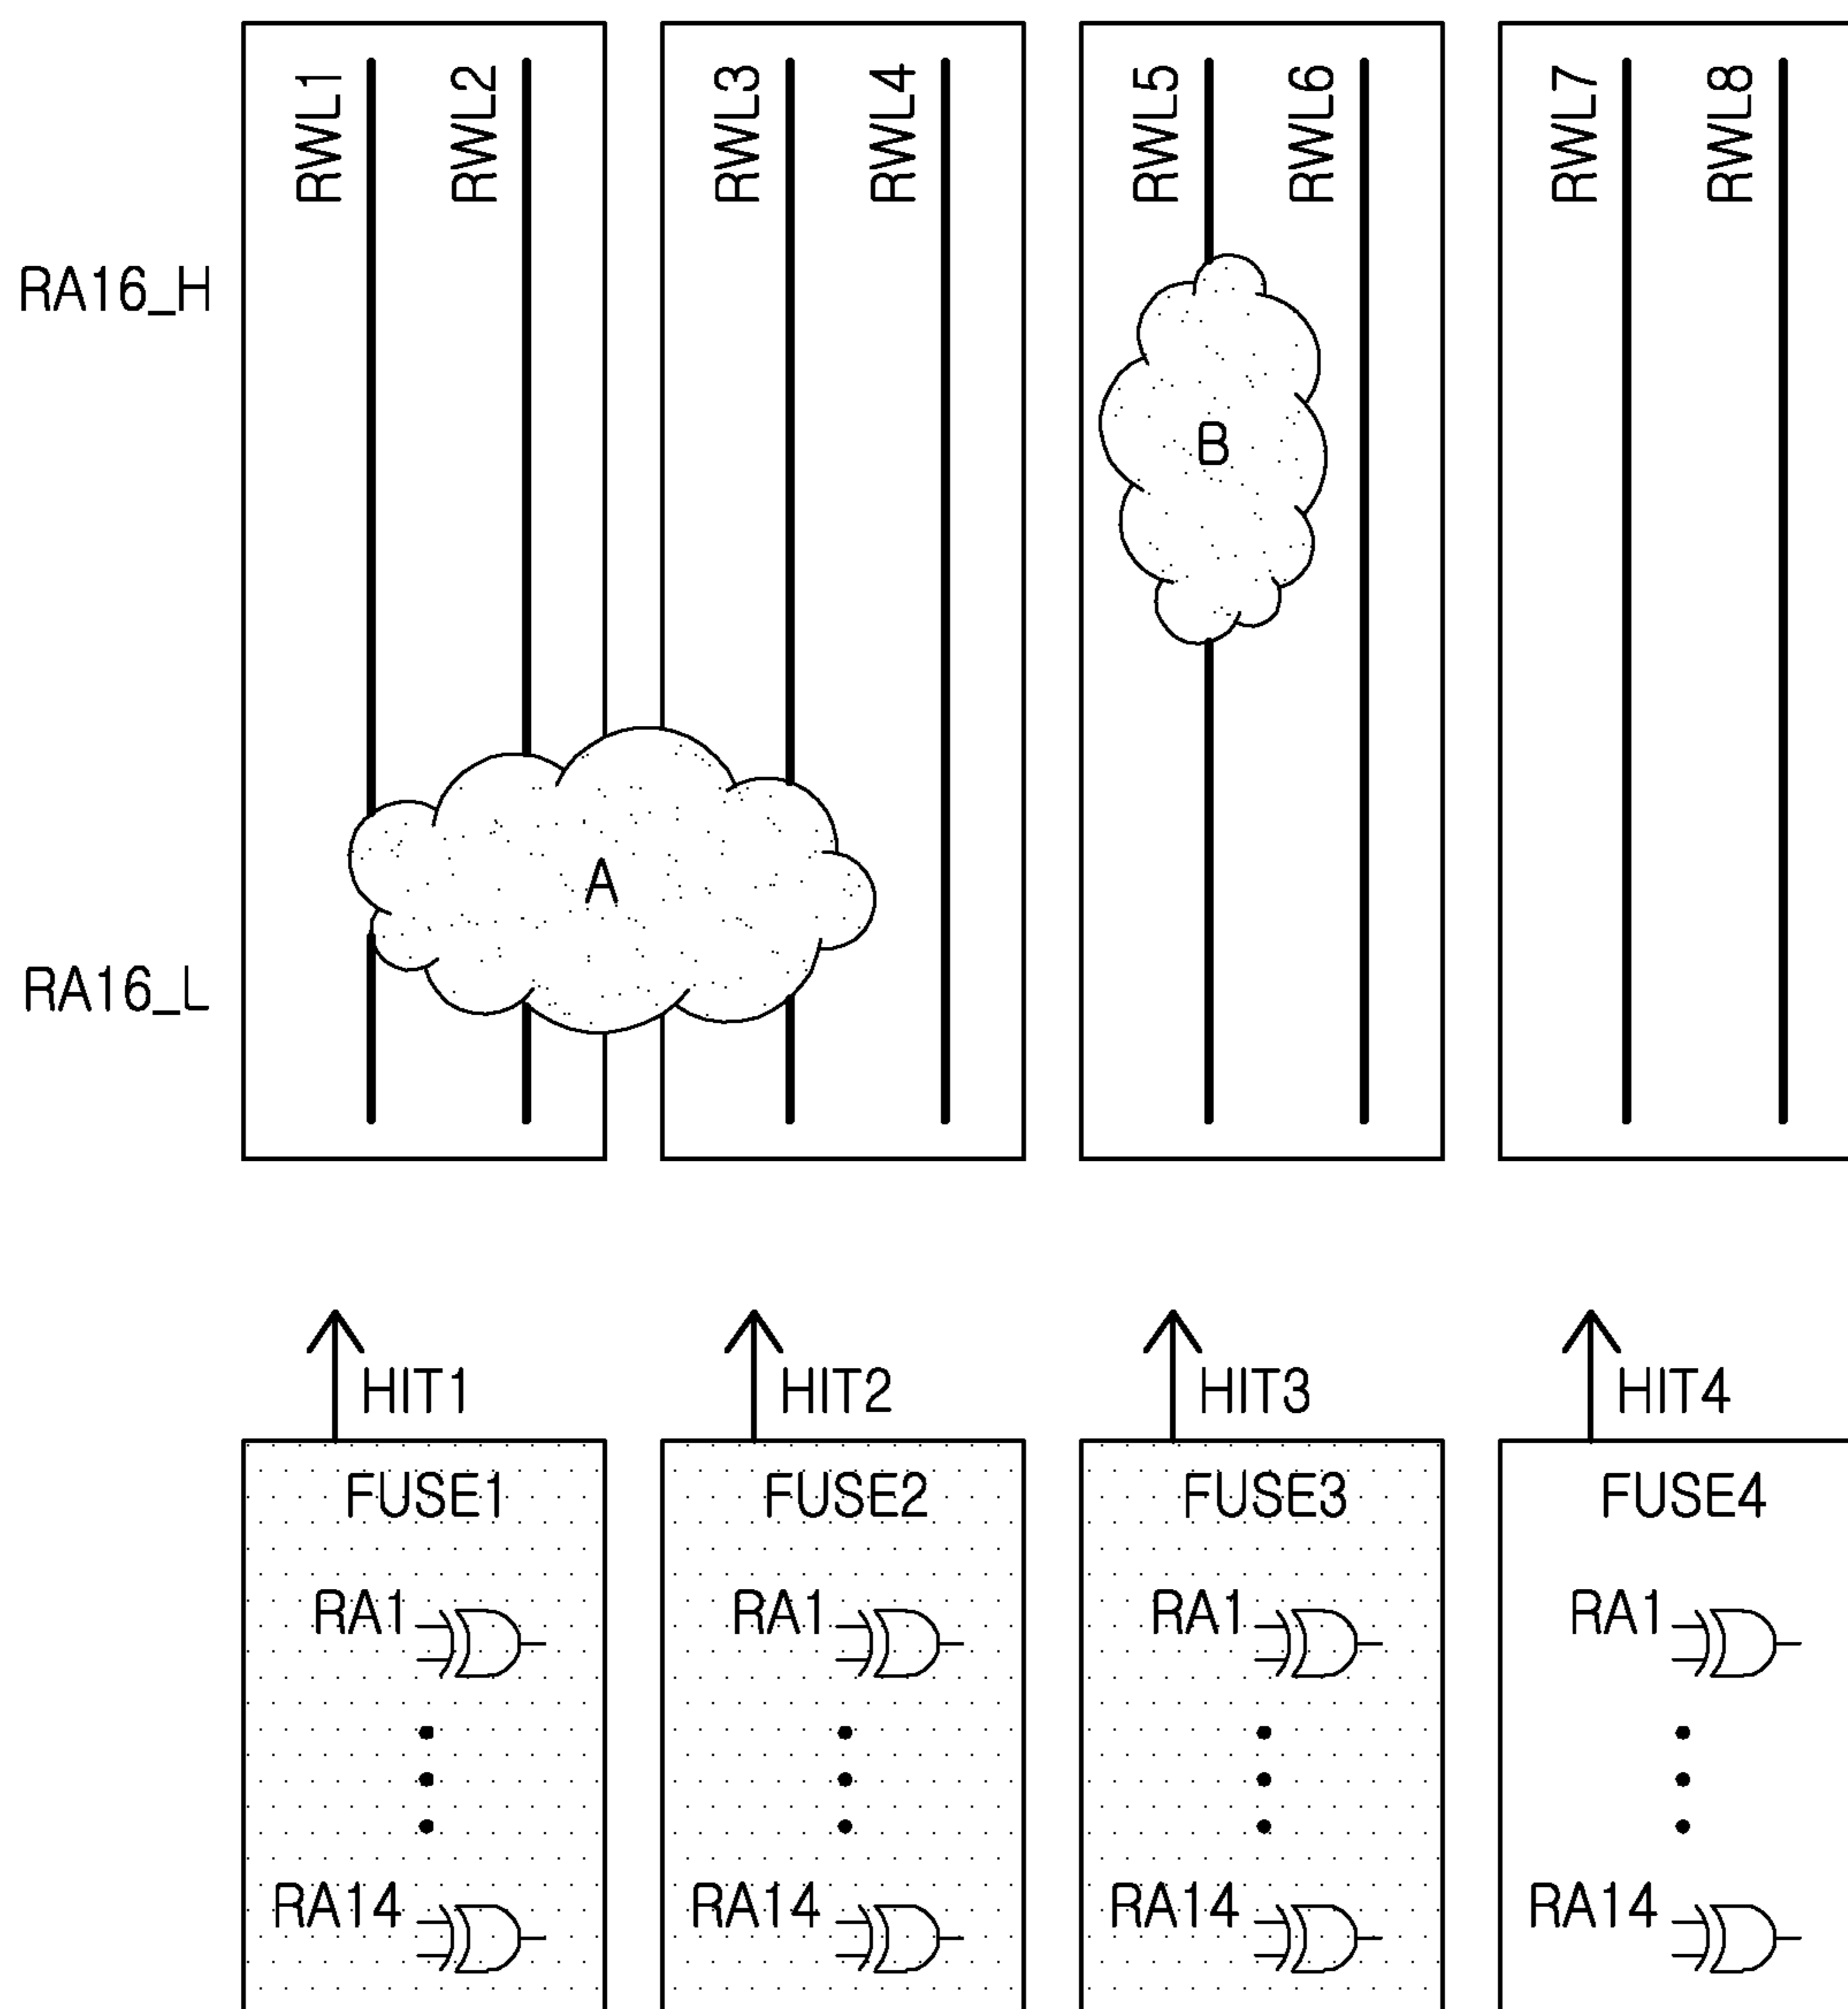 RWL1 RWL2 RWL3 RWL4 RWL5 RWL6 RWL7 RWL8
RA16_H
B
A
RA16_L
HIT1 HIT2 HIT3 HIT4
FUSE1 FUSE2 FUSE3 FUSE4
RA1 RA1 RA1 RA1
RA14 RA14 RA14 RA14